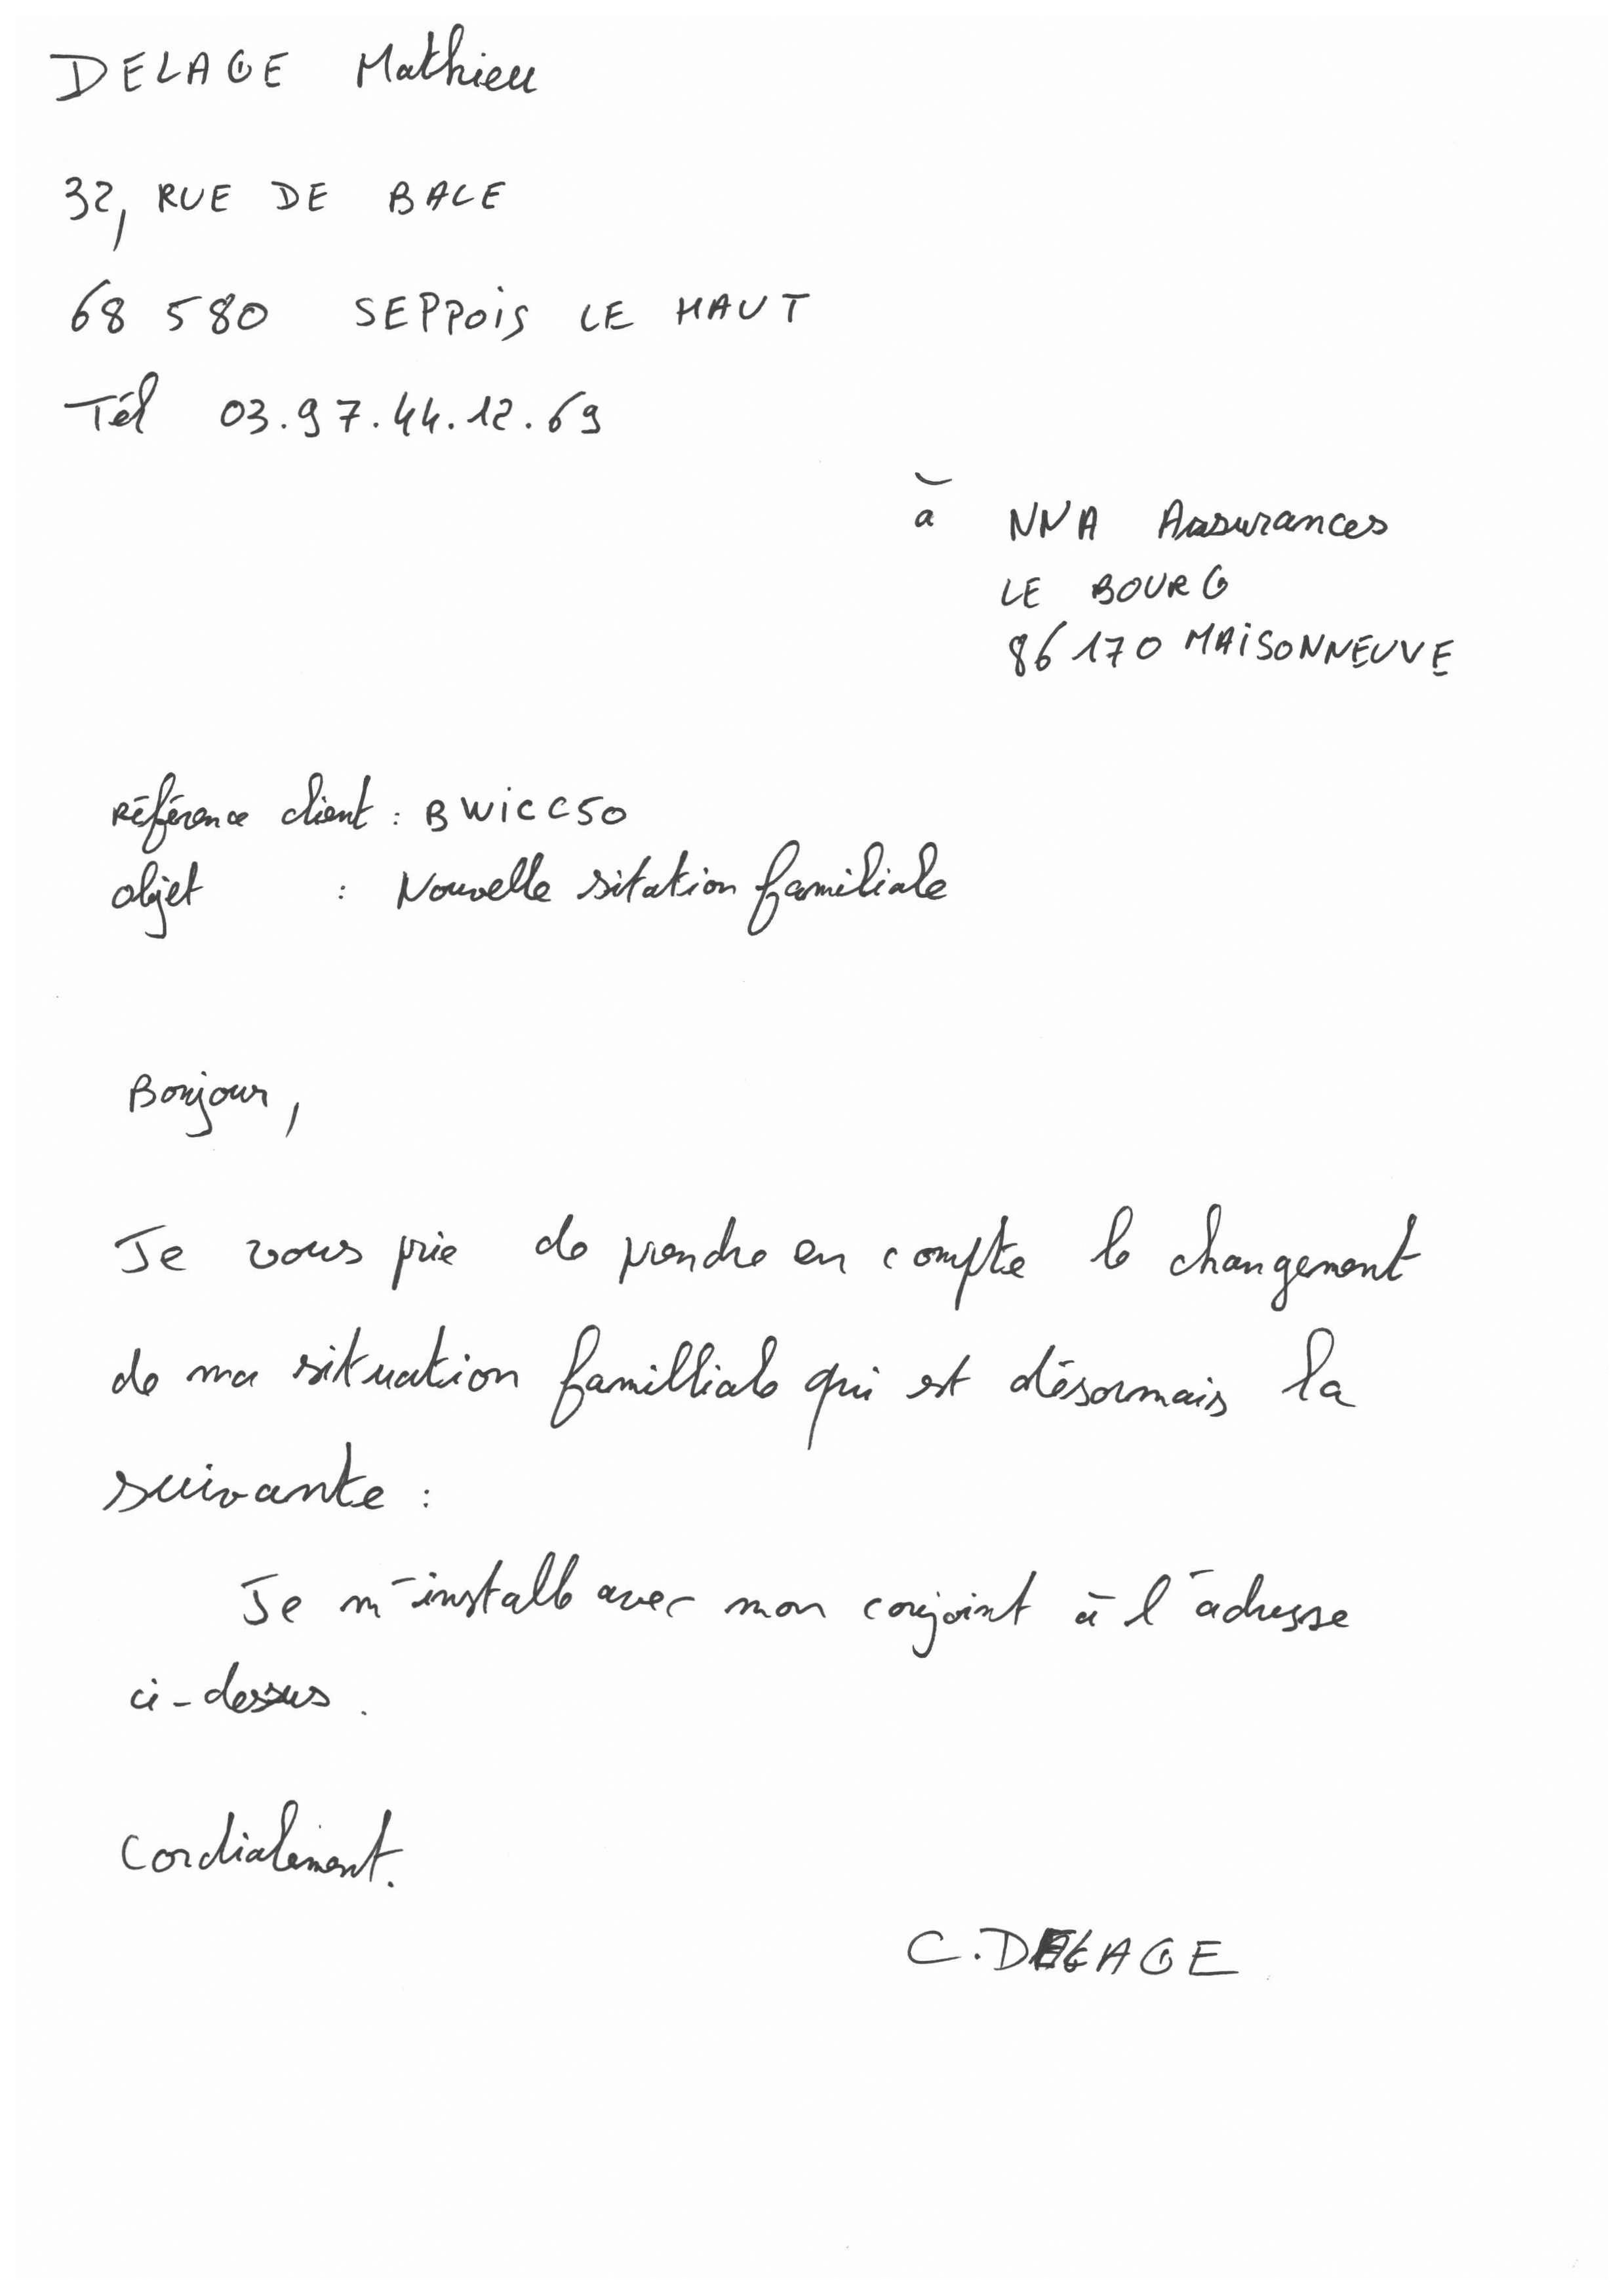 DELAGE Mathieu
32, RUE DE BALE
68 580 SEPPOIS LE HAUT
Tél 03.97.44.12.69
à NNA Assurances
LE BOURG
86170 MAISONNEUVE
Référence client : BWICC50
objet : Nouvelle sitation familiale
Bonjour,
Je vous prie de prendre en compte le changement
de ma situation familliale qui est désormais la
suivante :
Je m'installe avec mon conjoint à l'adresse
ci-dessus.
Cordialement.
C. DELAGE